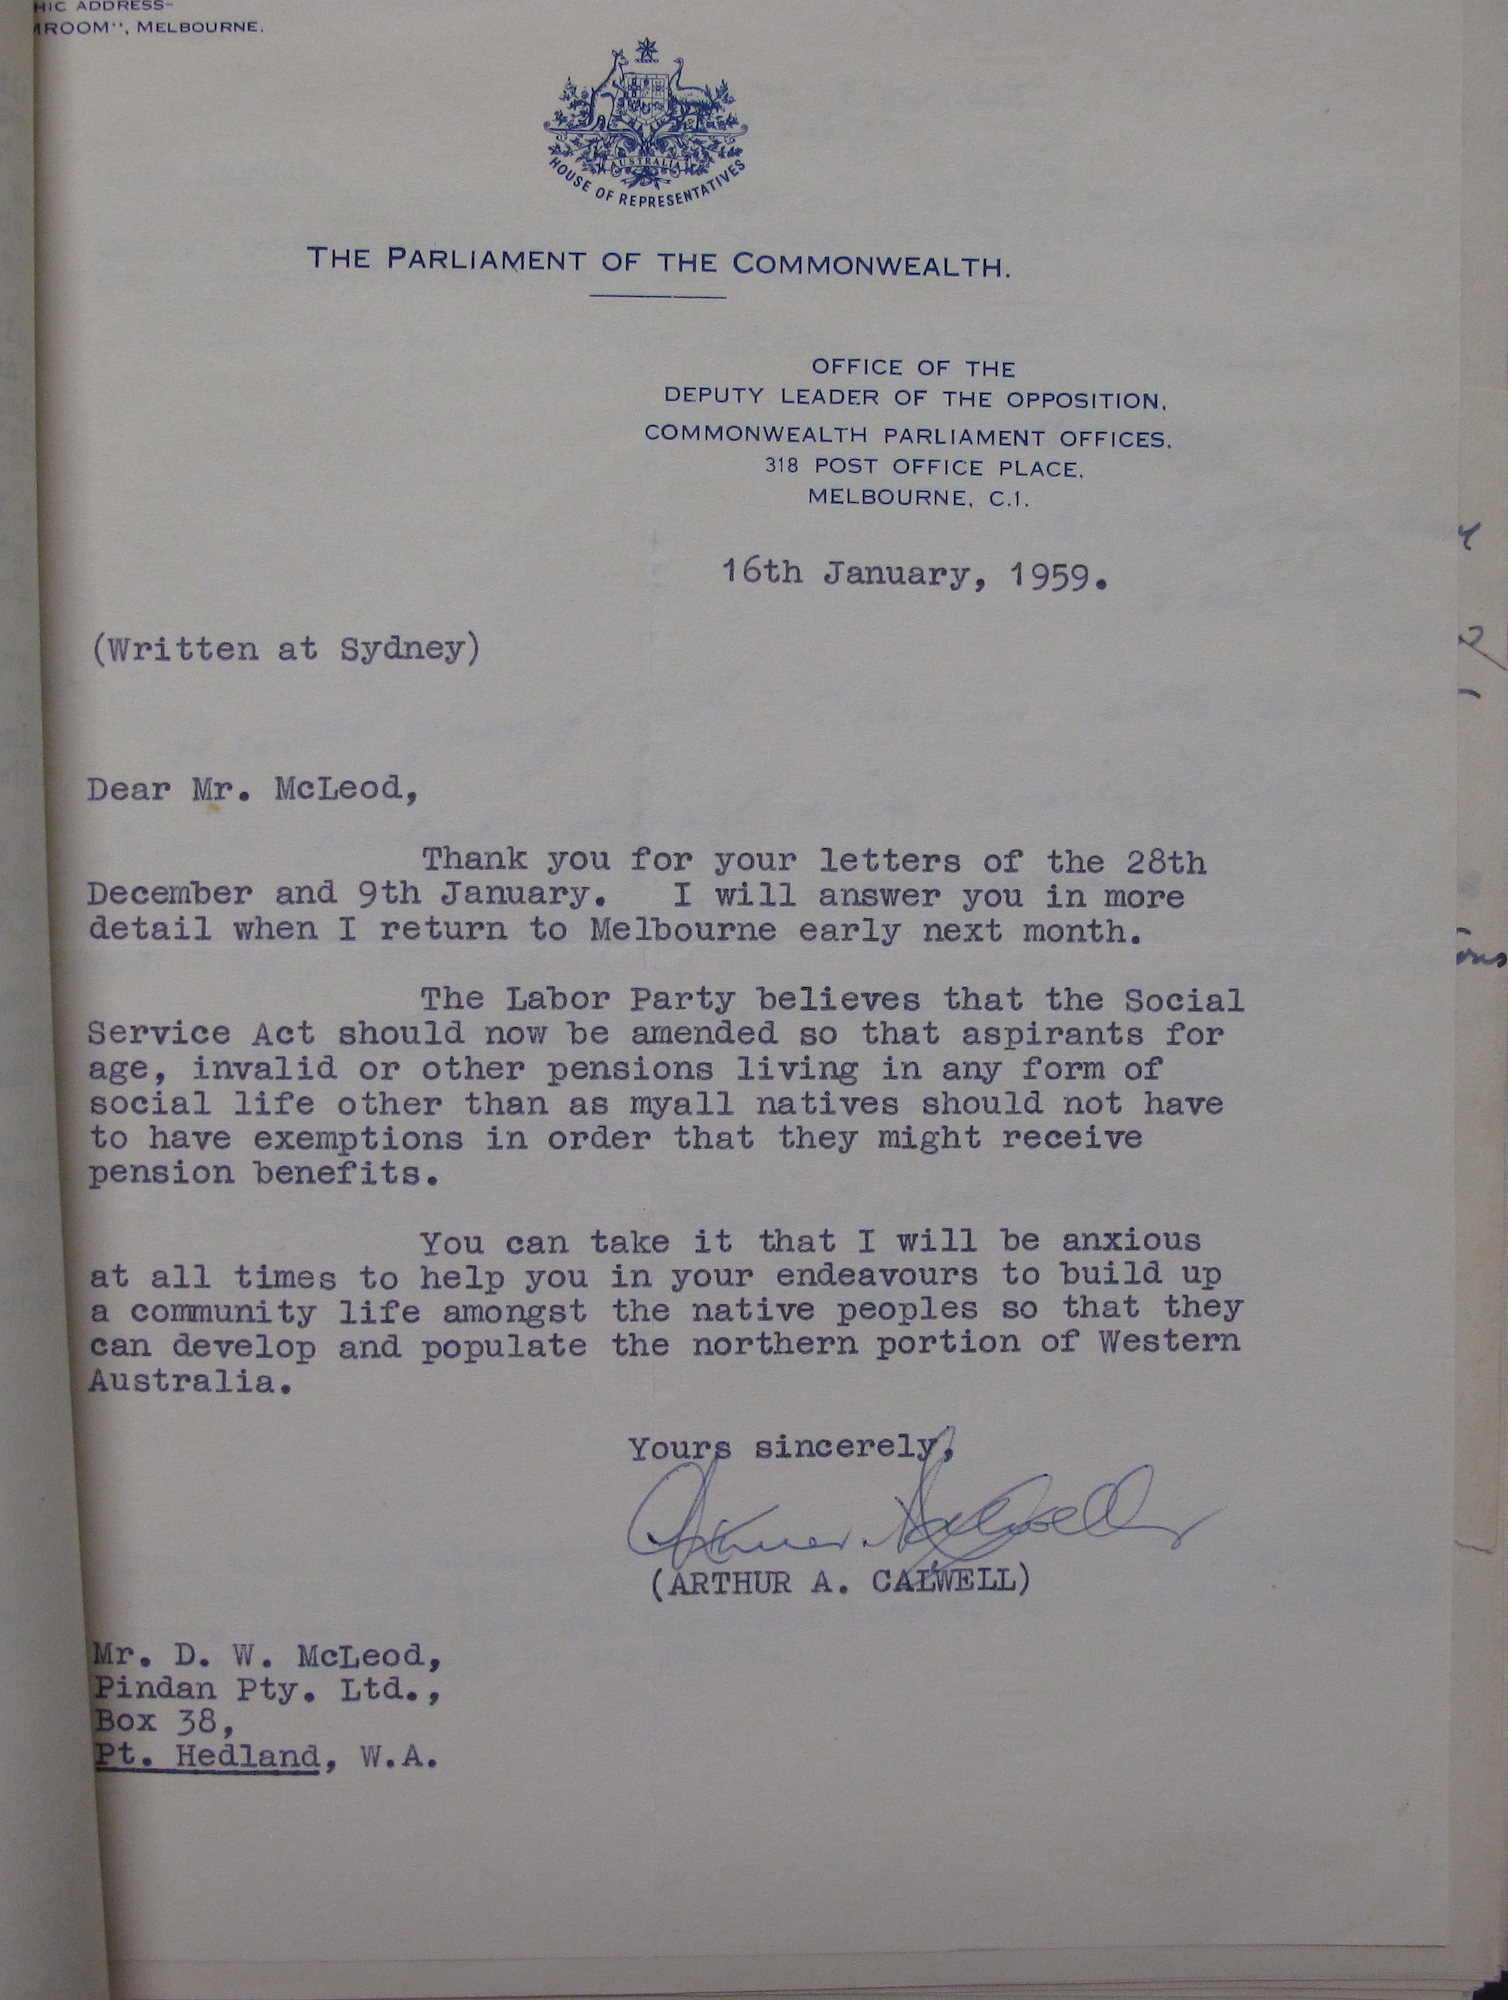 HIC ADDRESS-
ROOM", MELBOURNE.
AUSTRALIA
HOUSE OF REPRESENTATIVES
THE PARLIAMENT OF THE COMMONWEALTH.
OFFICE OF THE
DEPUTY LEADER OF THE OPPOSITION,
COMMONWEALTH PARLIAMENT OFFICES,
318 POST OFFICE PLACE,
MELBOURNE, C.1.
16th January, 1959.
(Written at Sydney)
Dear Mr. McLeod,
Thank you for your letters of the 28th
December and 9th January. I will answer you in more
detail when I return to Melbourne early next month.
The Labor Party believes that the Social
Service Act should now be amended so that aspirants for
age, invalid or other pensions living in any form of
social life other than as myall natives should not have
to have exemptions in order that they might receive
pension benefits.
You can take it that I will be anxious
at all times to help you in your endeavours to build up
a community life amongst the native peoples so that they
can develop and populate the northern portion of Western
Australia.
Yours sincerely,
(ARTHUR A. CALWELL)
Mr. D. W. McLeod,
Pindan Pty. Ltd.,
Box 38,
Pt. Hedland, W.A.